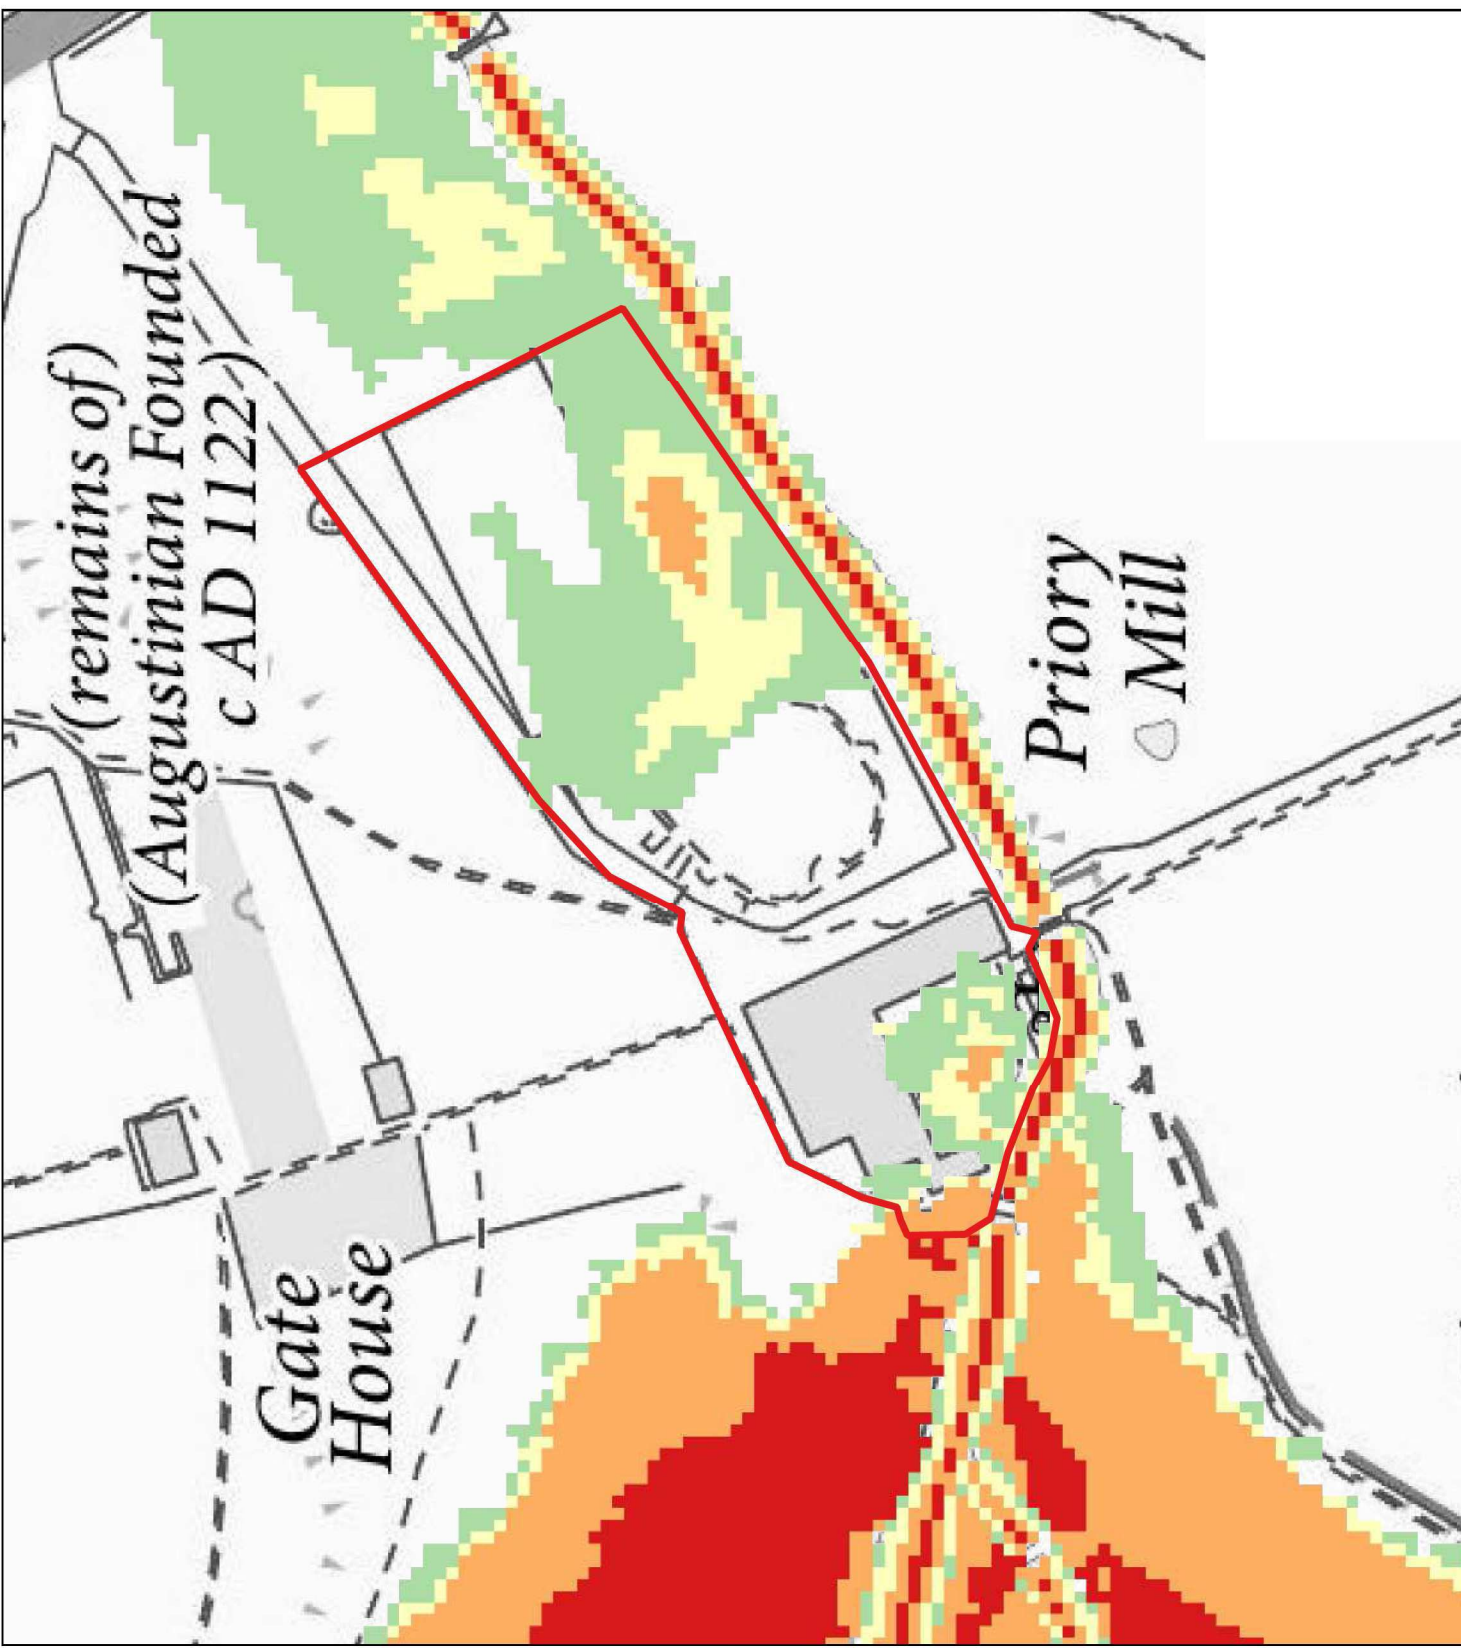 (remains of)
(Augustinian Founded
c AD 1122)
Priory
Mill
Gate
House